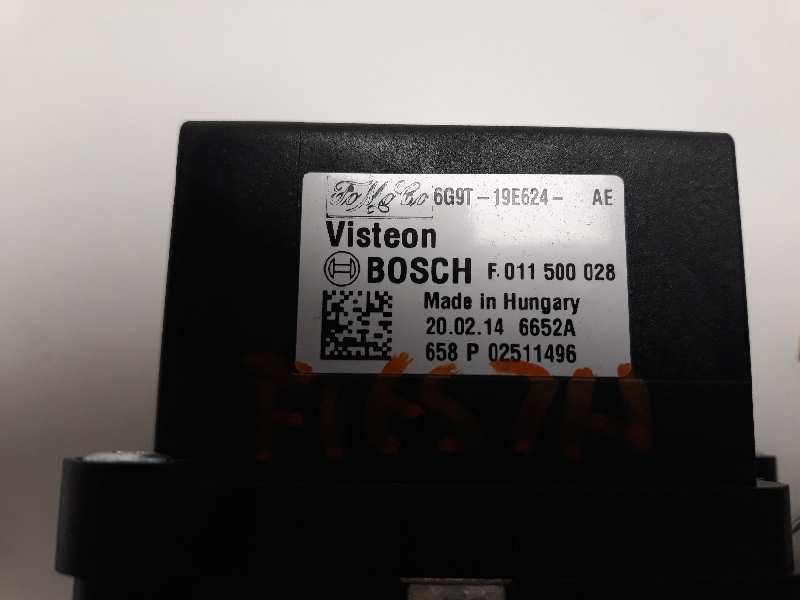 FoMoCo 6G9T-19E624- AE
Visteon
BOSCH F. 011 500 028
Made in Hungary
20.02.14 6652A
658 P 02511496
FIESTA